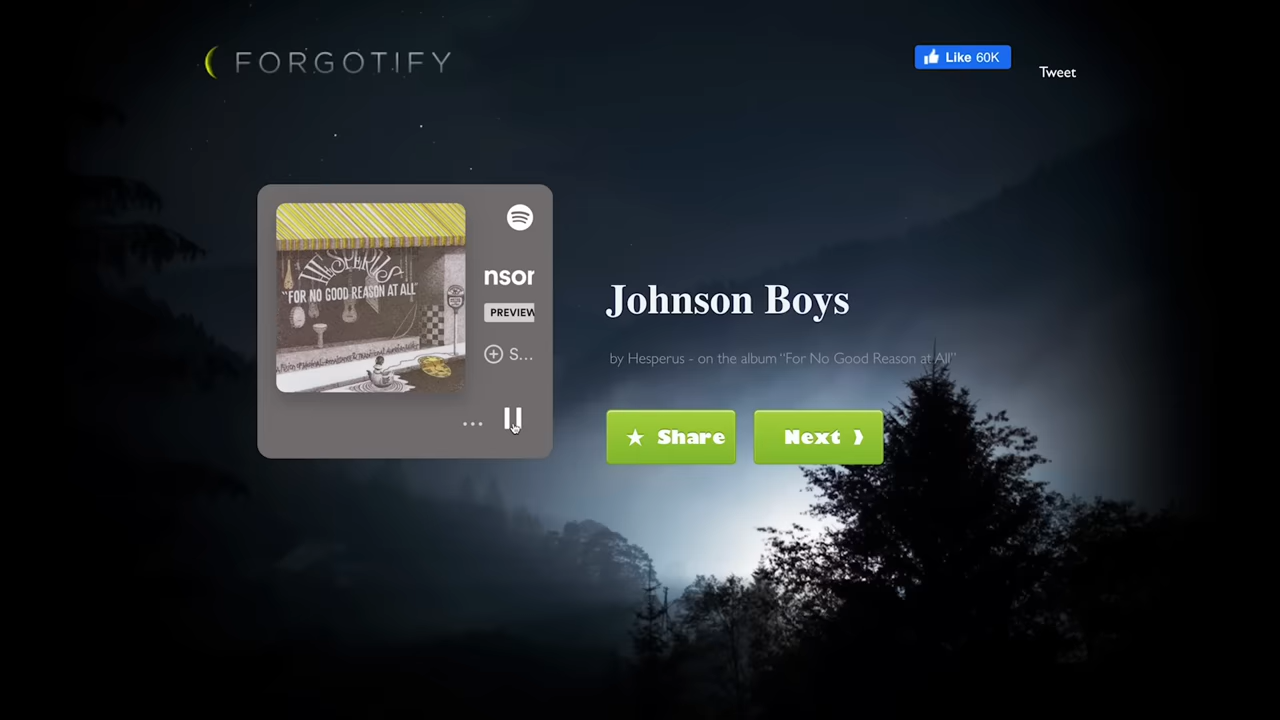 FORGOTIFY
Like 60K
Tweet
HESPERUS
"FOR NO GOOD REASON AT ALL"
nsor
PREVIEW
S...
Johnson Boys
by Hesperus - on the album “For No Good Reason at All”
★ Share
Next ❯